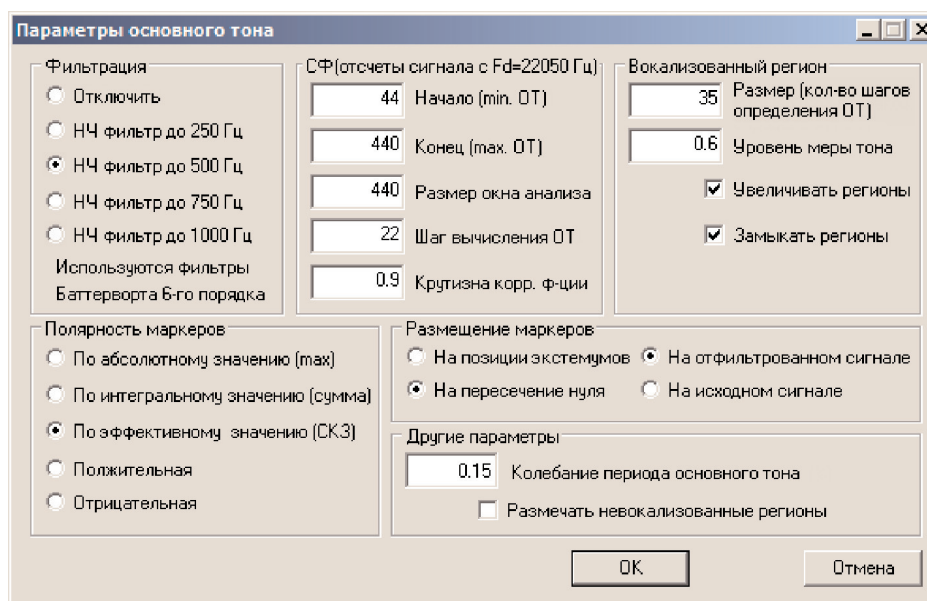 Параметры основного тона
Фильтрация
Отключить
НЧ фильтр до 250 Гц
НЧ фильтр до 500 Гц
НЧ фильтр до 750 Гц
НЧ фильтр до 1000 Гц
Используются фильтры
Баттерворта 6-го порядка
СФ(отсчеты сигнала с Fd=22050 Гц)
44 Начало (min. ОТ)
440 Конец (max. ОТ)
440 Размер окна анализа
22 Шаг вычисления ОТ
0.9 Крутизна корр. ф-ции
Вокализованный регион
35 Размер (кол-во шагов
определения ОТ)
0.6 Уровень меры тона
Увеличивать регионы
Замыкать регионы
Полярность маркеров
По абсолютному значению (max)
По интегральному значению (сумма)
По эффективному значению (СКЗ)
Полжительная
Отрицательная
Размещение маркеров
На позиции экстемумов На отфильтрованном сигнале
На пересечение нуля На исходном сигнале
Другие параметры
0.15 Колебание периода основного тона
Размечать невокализованные регионы
OK Отмена